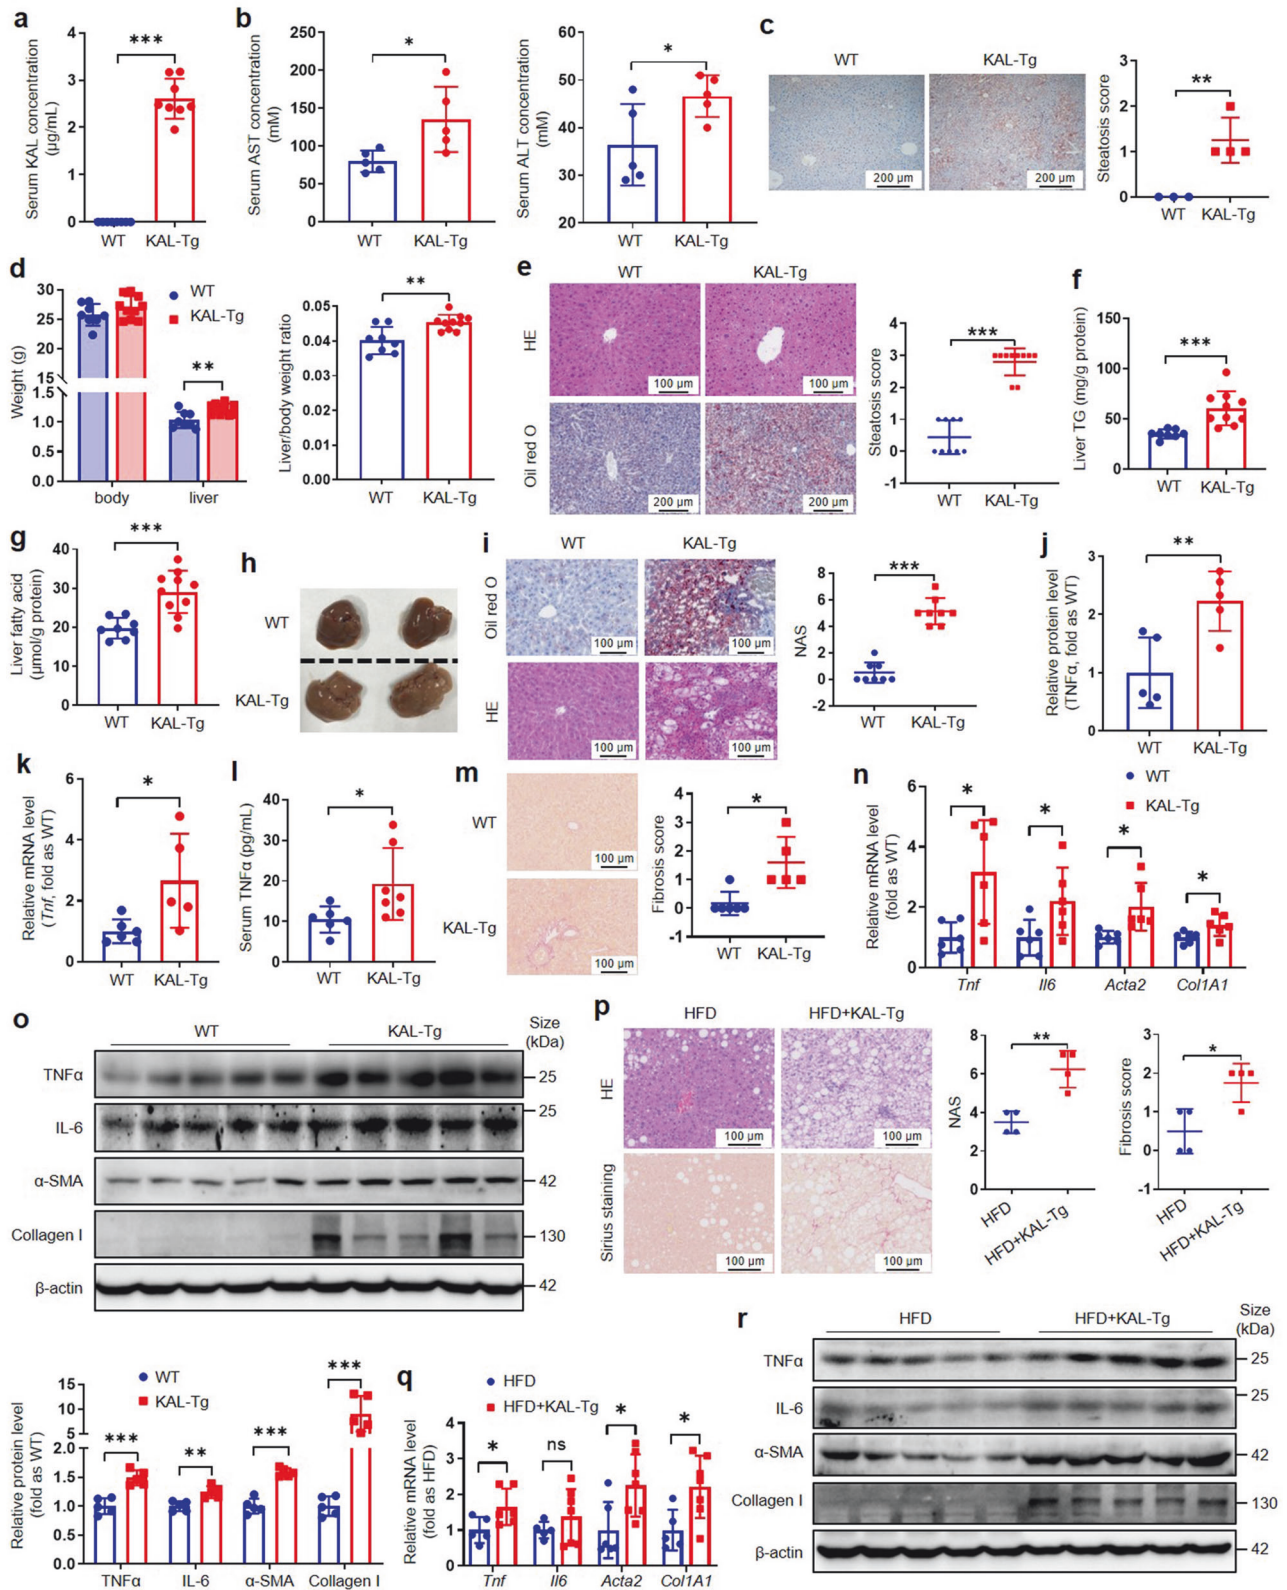 a
Serum KAL concentration
(μg/mL)
4
3
2
1
0
***
WT
KAL-Tg
b
Serum AST concentration
(mM)
250
200
150
100
50
0
*
WT
KAL-Tg
Serum ALT concentration
(mM)
60
50
40
30
20
*
WT
KAL-Tg
c
WT
KAL-Tg
200 μm
200 μm
Steatosis score
3
2
1
0
**
WT
KAL-Tg
d
Weight (g)
30
25
20
15
1.5
1.0
0.5
0.0
WT
KAL-Tg
**
body
liver
Liver/body weight ratio
0.05
0.04
0.03
0.02
0.01
0.00
**
WT
KAL-Tg
e
WT
KAL-Tg
HE
100 μm
100 μm
Oil red O
200 μm
200 μm
Steatosis score
4
3
2
1
0
-1
***
WT
KAL-Tg
f
Liver TG (mg/g protein)
150
100
50
0
***
WT
KAL-Tg
g
Liver fatty acid
(μmol/g protein)
40
30
20
10
0
***
WT
KAL-Tg
h
WT
KAL-Tg
i
WT
KAL-Tg
Oil red O
100 μm
100 μm
HE
100 μm
100 μm
NAS
8
6
4
2
0
-2
***
WT
KAL-Tg
j
Relative protein level
(TNFα, fold as WT)
3
2
1
0
**
WT
KAL-Tg
k
Relative mRNA level
(Tnf, fold as WT)
6
4
2
0
*
WT
KAL-Tg
l
Serum TNFα (pg/mL)
40
30
20
10
0
*
WT
KAL-Tg
m
WT
100 μm
KAL-Tg
100 μm
Fibrosis score
4
3
2
1
0
-1
*
WT
KAL-Tg
n
WT
KAL-Tg
Relative mRNA level
(fold as WT)
6
4
2
0
*
*
*
*
Tnf
Il6
Acta2
Col1A1
o
WT
KAL-Tg
Size
(kDa)
TNFα
25
IL-6
25
α-SMA
42
Collagen I
130
β-actin
42
WT
KAL-Tg
Relative protein level
(fold as WT)
15
10
5
2.0
1.5
1.0
0.5
0.0
***
**
***
***
TNFα
IL-6
α-SMA
Collagen I
p
HFD
HFD+KAL-Tg
HE
100 μm
100 μm
Sirius staining
100 μm
100 μm
NAS
8
6
4
2
0
**
HFD
HFD+KAL-Tg
Fibrosis score
3
2
1
0
-1
*
HFD
HFD+KAL-Tg
q
HFD
HFD+KAL-Tg
Relative mRNA level
(fold as HFD)
4
3
2
1
0
*
ns
*
*
Tnf
Il6
Acta2
Col1A1
r
HFD
HFD+KAL-Tg
Size
(kDa)
TNFα
25
IL-6
25
α-SMA
42
Collagen I
130
β-actin
42